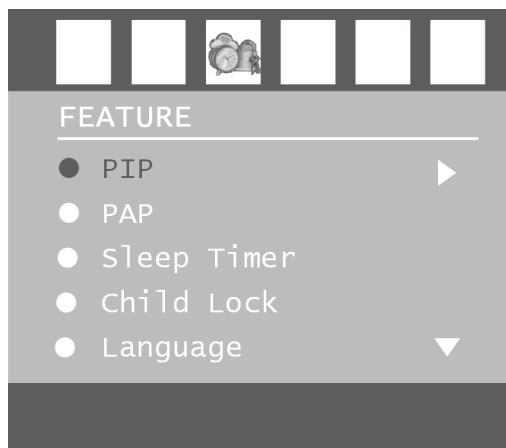 FEATURE
PIP
PAP
Sleep Timer
Child Lock
Language